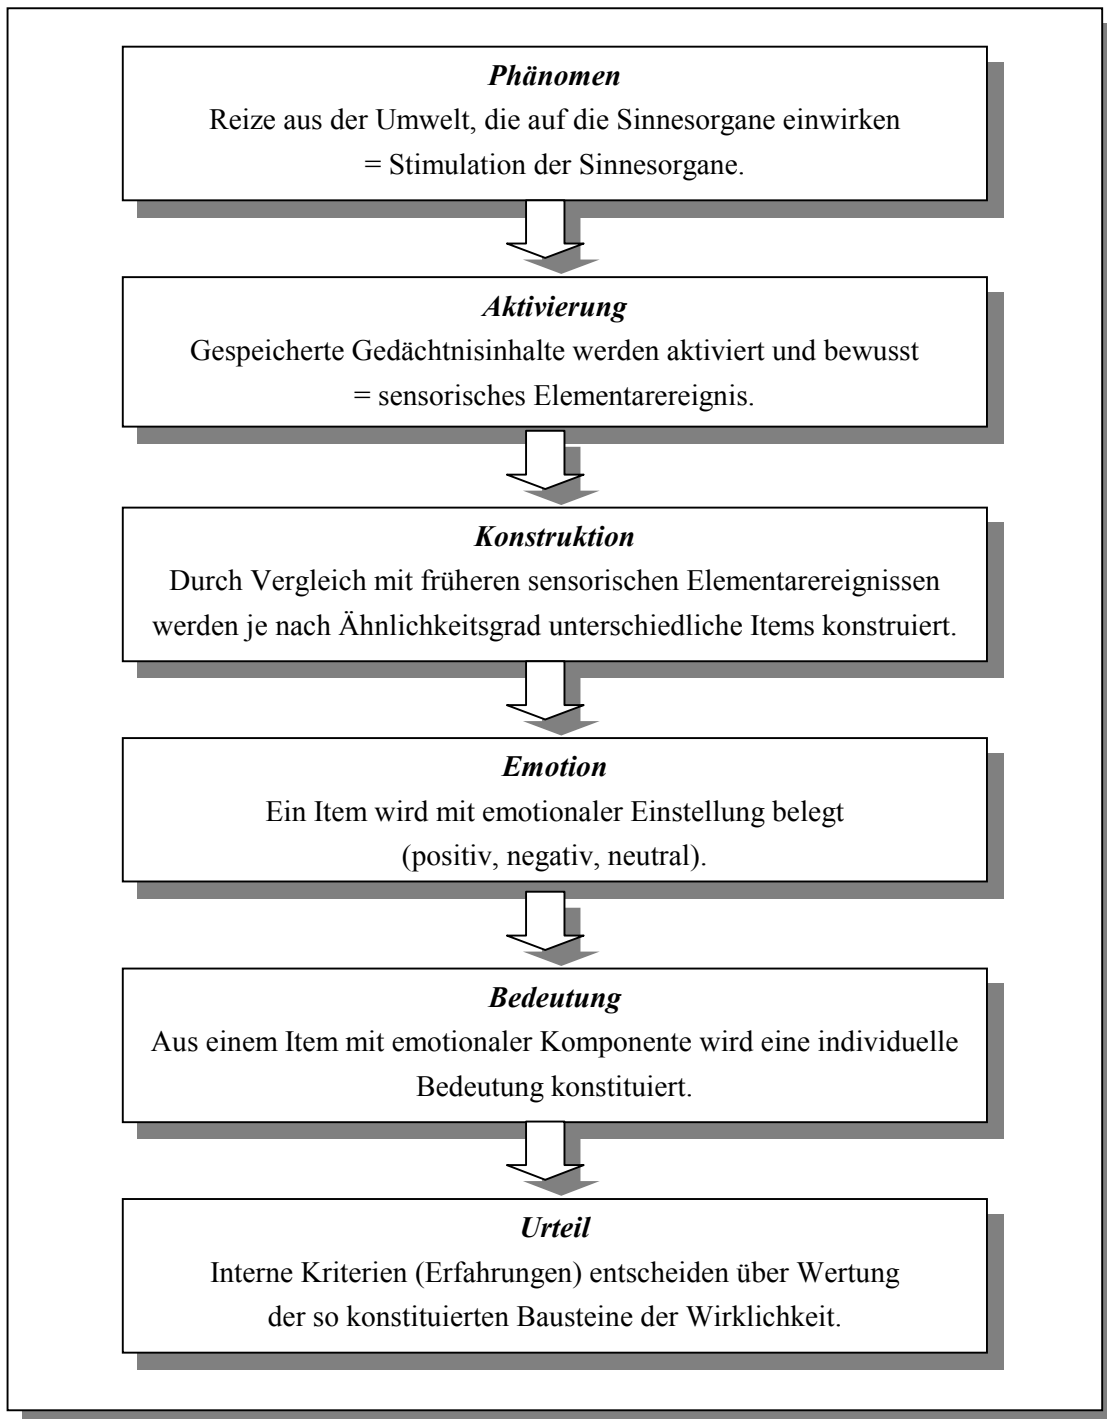 Phänomen
Reize aus der Umwelt, die auf die Sinnesorgane einwirken
= Stimulation der Sinnesorgane.
Aktivierung
Gespeicherte Gedächtnisinhalte werden aktiviert und bewusst
= sensorisches Elementarereignis.
Konstruktion
Durch Vergleich mit früheren sensorischen Elementarereignissen
werden je nach Ähnlichkeitsgrad unterschiedliche Items konstruiert.
Emotion
Ein Item wird mit emotionaler Einstellung belegt
(positiv, negativ, neutral).
Bedeutung
Aus einem Item mit emotionaler Komponente wird eine individuelle
Bedeutung konstituiert.
Urteil
Interne Kriterien (Erfahrungen) entscheiden über Wertung
der so konstituierten Bausteine der Wirklichkeit.